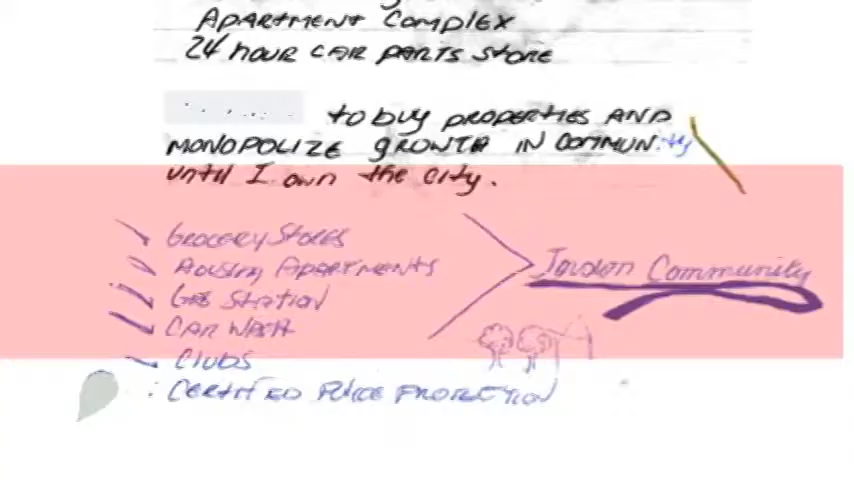 APARTMENT COMPLEX
24 HOUR CAR PARTS STORE
to buy PROPERTIES AND
MONOPOLIZE GROWTH IN COMMUNITY
until I own the City.
Grocery Stores
Housing Apartments
Gas Station
CAR WASH
Clubs
CERTIFIED POLICE PROTECTION
Jordon Community